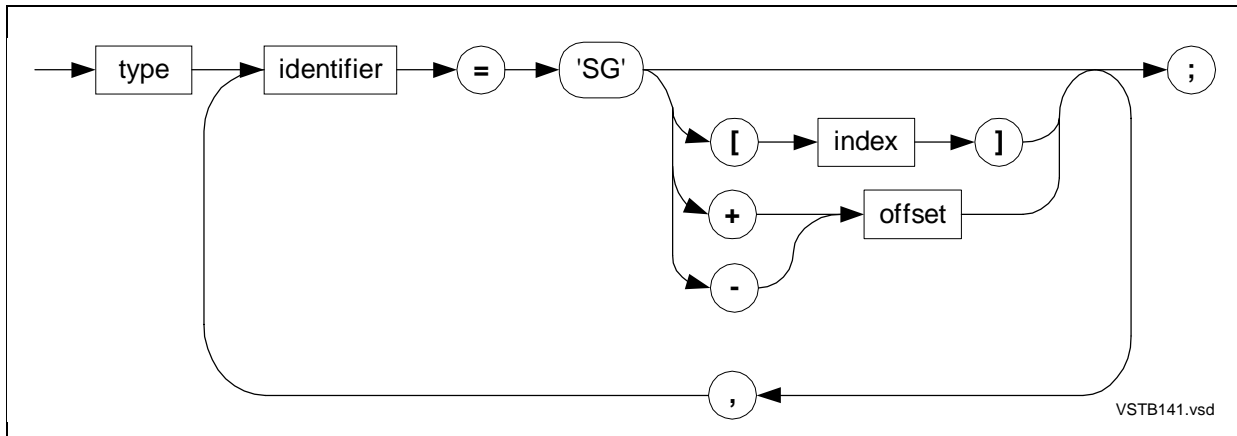 type identifier = 'SG' ;
[ index ]
+ offset
-
,
VSTB141.vsd